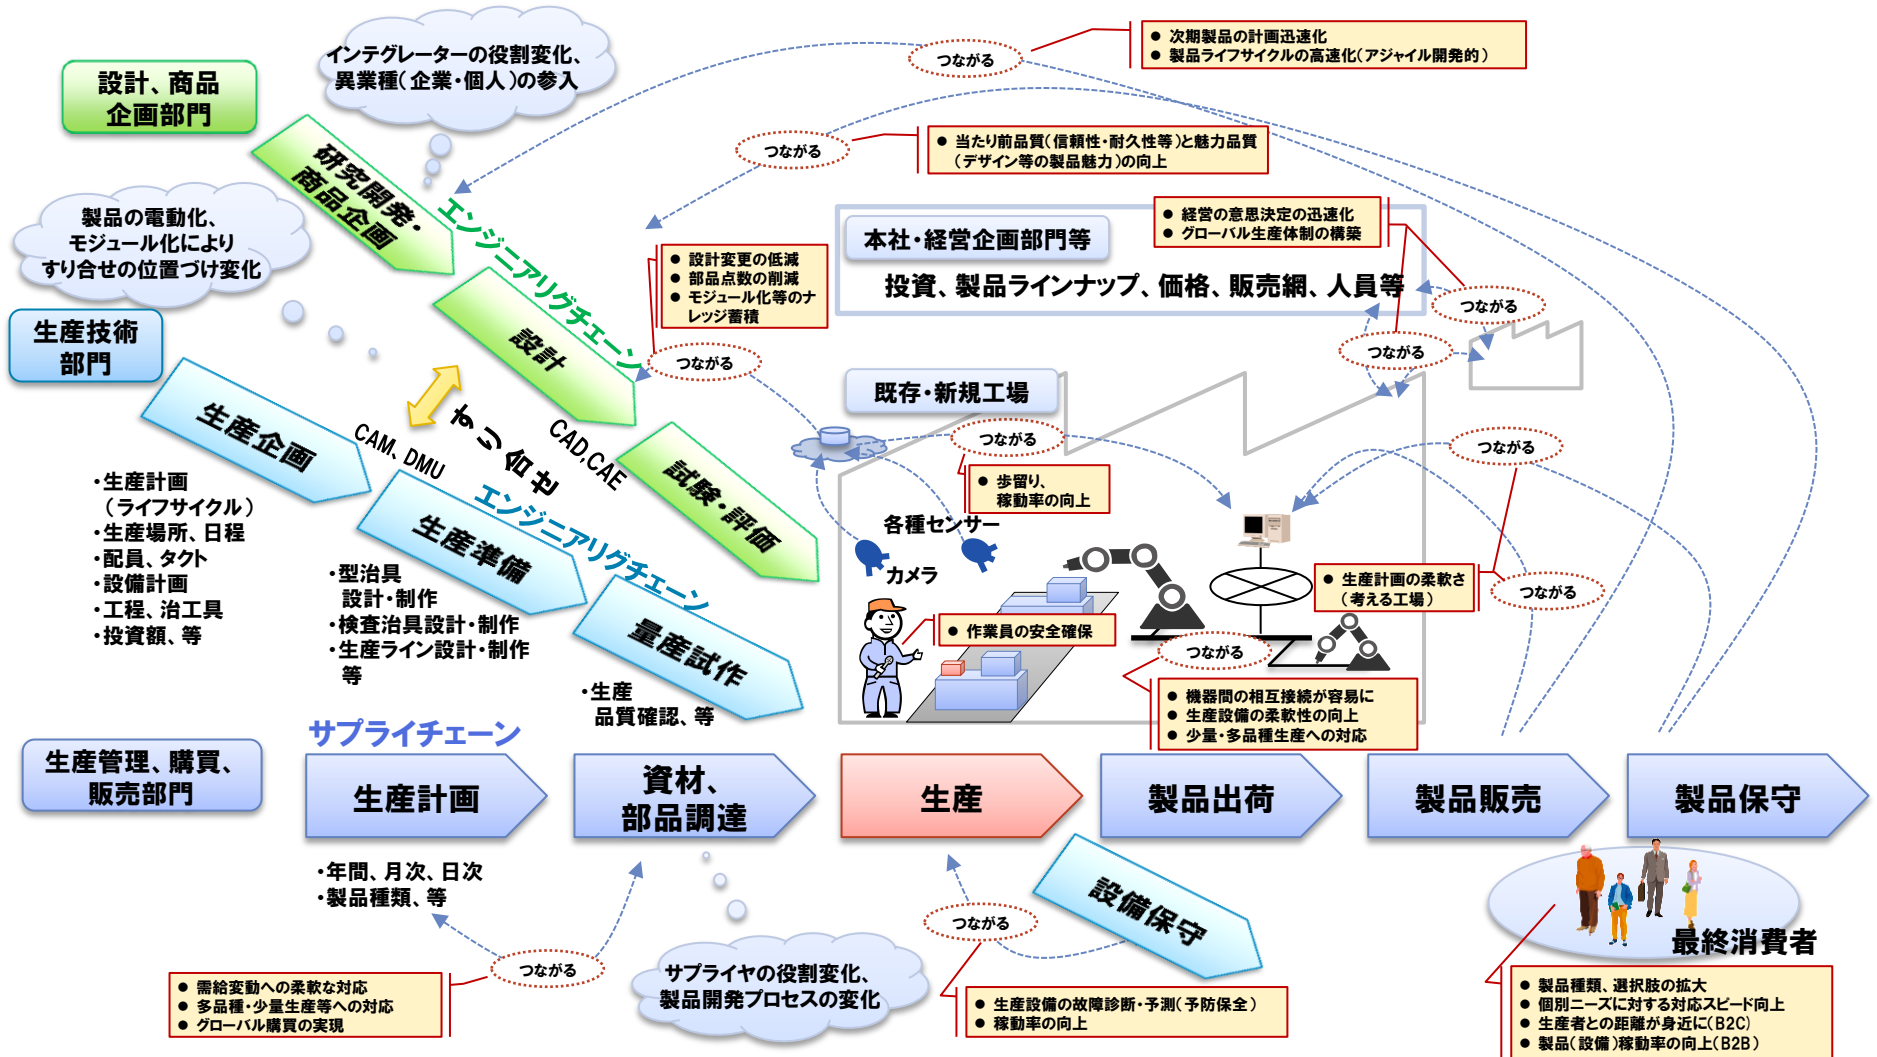 インテグレーターの役割変化、
異業種（企業・個人）の参入
つながる
● 次期製品の計画迅速化
● 製品ライフサイクルの高速化（アジャイル開発的）
設計、商品
企画部門
つながる
● 当たり前品質（信頼性・耐久性等）と魅力品質
（デザイン等の製品魅力）の向上
研究開発・
商品企画
エンジニアリグチェーン
製品の電動化、
モジュール化により
すり合せの位置づけ変化
本社・経営企画部門等
● 経営の意思決定の迅速化
● グローバル生産体制の構築
投資、製品ラインナップ、価格、販売網、人員等
● 設計変更の低減
● 部品点数の削減
● モジュール化等のナ
レッジ蓄積
つながる
つながる
つながる
生産技術
部門
設計
既存・新規工場
生産企画
CAM、DMU
すり合せ
CAD,CAE
試験・評価
つながる
つながる
● 歩留り、
稼動率の向上
・生産計画
（ライフサイクル）
・生産場所、日程
・配員、タクト
・設備計画
・工程、治工具
・投資額、等
生産準備
エンジニアリグチェーン
各種センサー
カメラ
・型治具
設計・制作
・検査治具設計・制作
・生産ライン設計・制作
等
● 生産計画の柔軟さ
（考える工場）
つながる
量産試作
● 作業員の安全確保
つながる
・生産
品質確認、等
● 機器間の相互接続が容易に
● 生産設備の柔軟性の向上
● 少量・多品種生産への対応
サプライチェーン
生産管理、購買、
販売部門
生産計画
資材、
部品調達
生産
製品出荷
製品販売
製品保守
・年間、月次、日次
・製品種類、等
設備保守
つながる
最終消費者
つながる
● 需給変動への柔軟な対応
● 多品種・少量生産等への対応
● グローバル購買の実現
サプライヤの役割変化、
製品開発プロセスの変化
● 生産設備の故障診断・予測（予防保全）
● 稼動率の向上
● 製品種類、選択肢の拡大
● 個別ニーズに対する対応スピード向上
● 生産者との距離が身近に（B2C）
● 製品（設備）稼動率の向上（B2B）